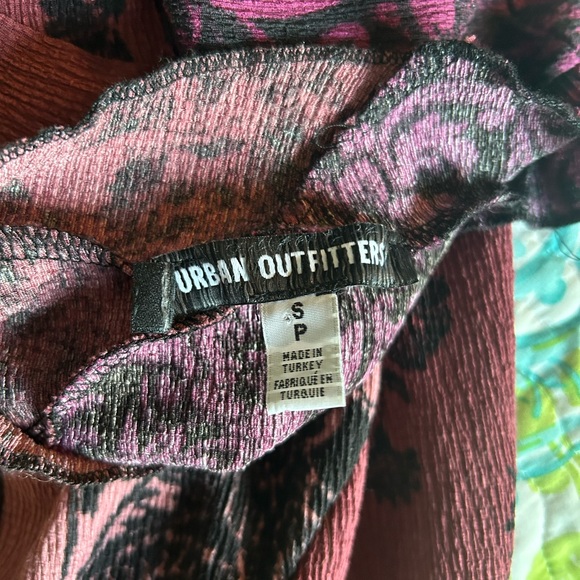 URBAN OUTFITTERS
S
P
MADE IN
TURKEY
FABRIQUÉ EN
TURQUIE